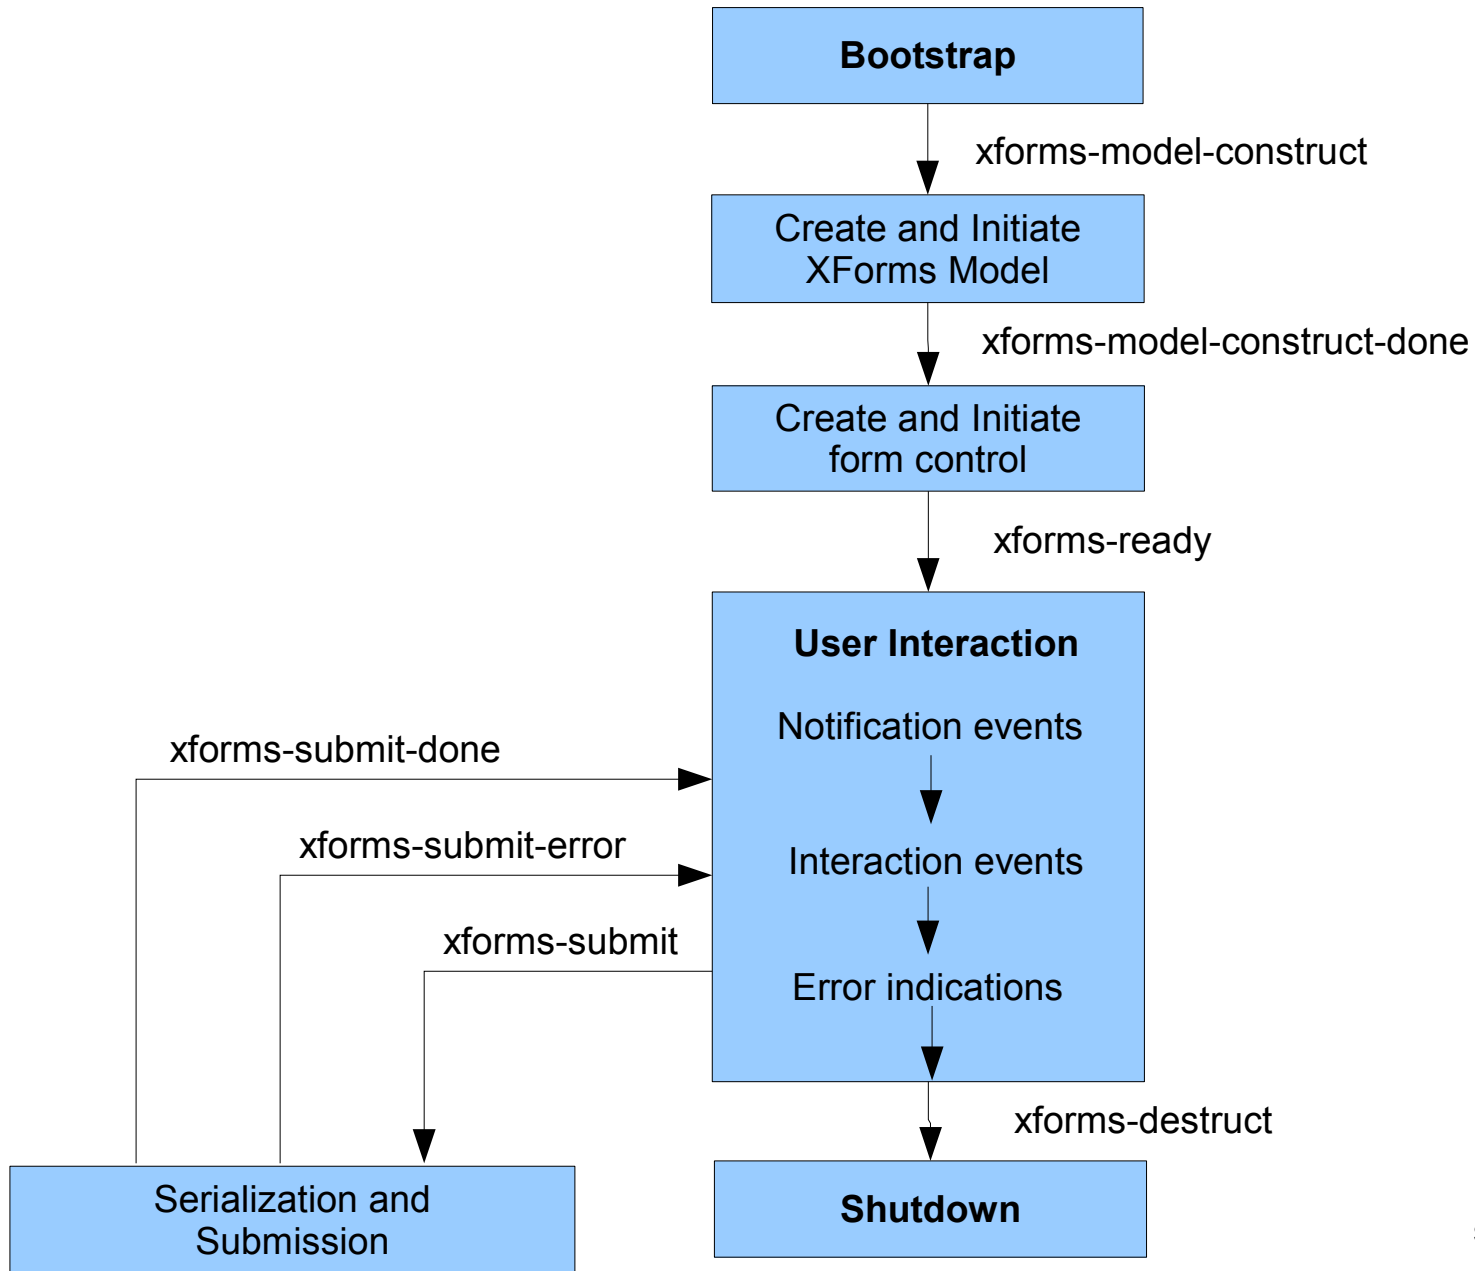 Bootstrap
xforms-model-construct
Create and Initiate
XForms Model
xforms-model-construct-done
Create and Initiate
form control
xforms-ready
User Interaction
Notification events
xforms-submit-done
xforms-submit-error
Interaction events
xforms-submit
Error indications
xforms-destruct
Serialization and
Submission
Shutdown